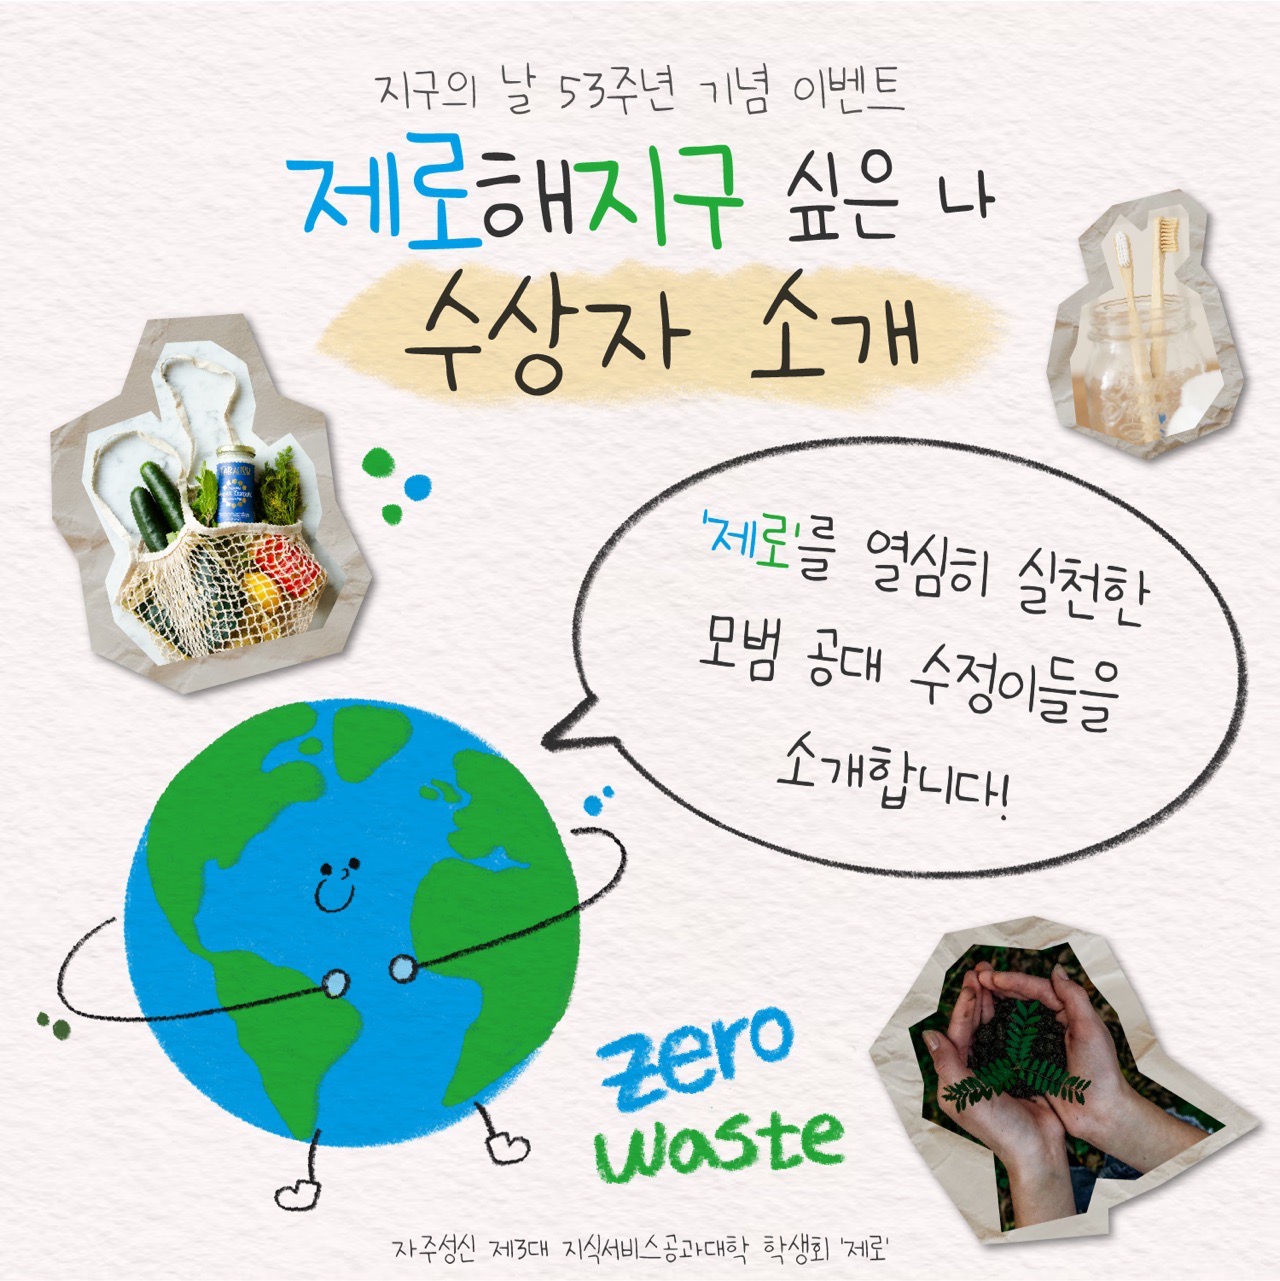 지구의 날 53주년 기념 이벤트
제로해지구 싶은 나
수상자 소개
'제로'를 열심히 실천한
모범 공대 수정이들을
소개합니다!
zero
waste
자주성신 제3대 지식서비스공과대학 학생회 '제로'